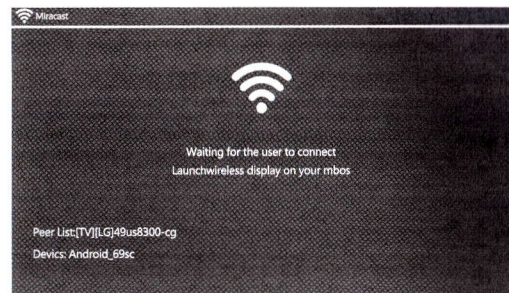 Miracast
Waiting for the user to connect
Launchwireless display on your mbos
Peer List:[TV][LG]49us8300-cg
Devics: Android_69sc